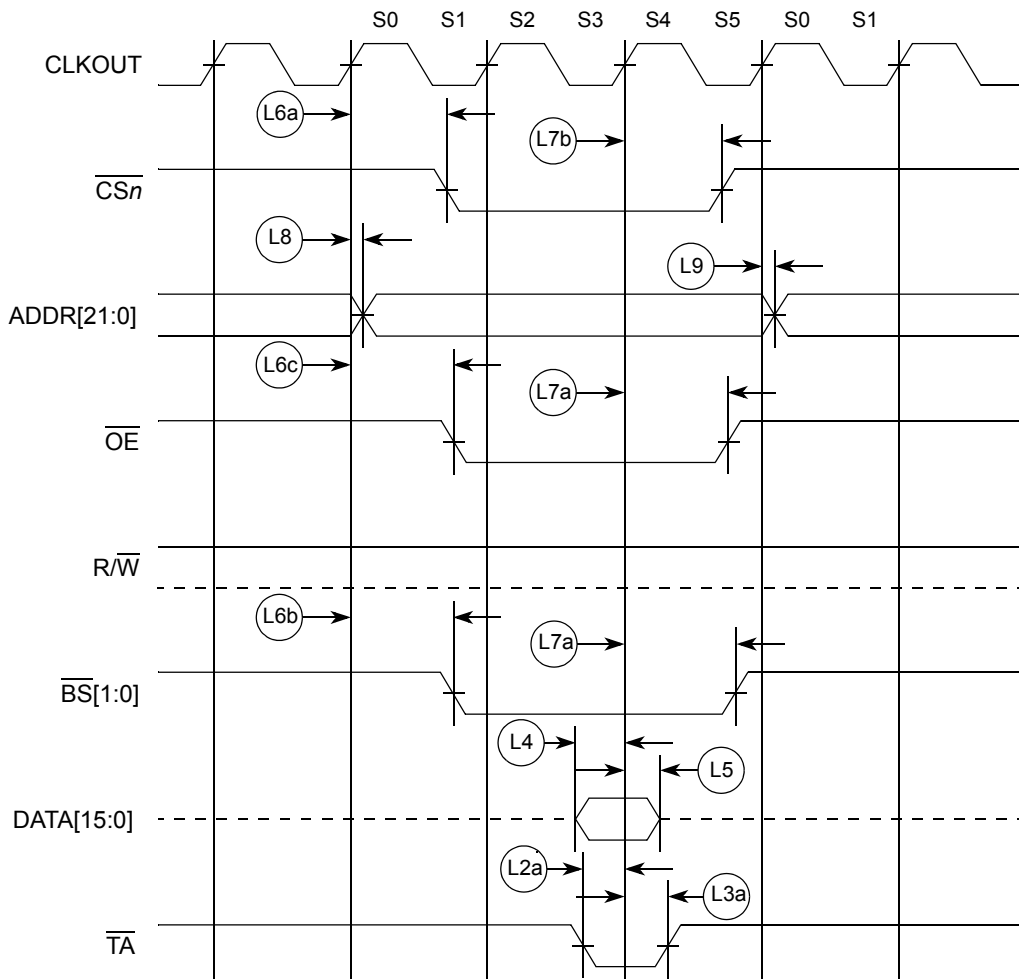 S0 S1 S2 S3 S4 S5 S0 S1
CLKOUT
L6a
L7b
CSn
L8
L9
ADDR[21:0]
L6c
L7a
OE
R/W
L6b
L7a
BS[1:0]
L4
L5
DATA[15:0]
L2a
L3a
TA